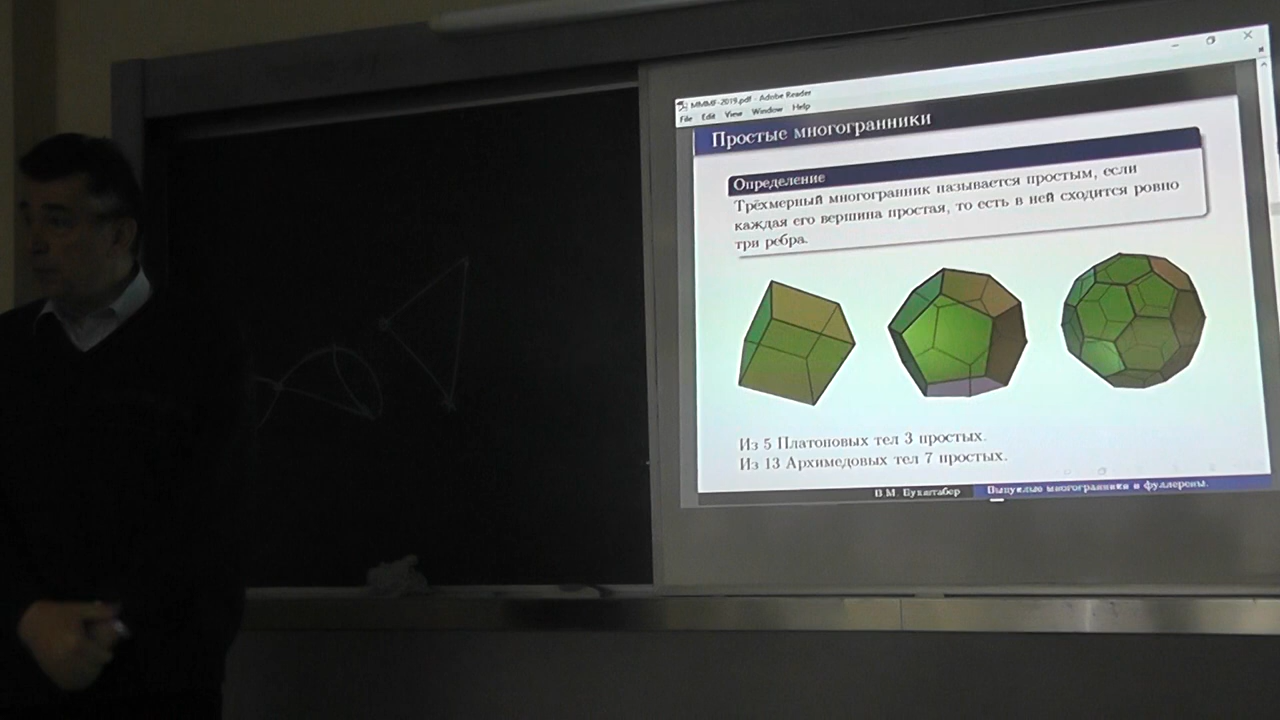 MMMF-2019.pdf - Adobe Reader
File Edit View Window Help
Простые многогранники
Определение
Трёхмерный многогранник называется простым, если
каждая его вершина простая, то есть в ней сходится ровно
три ребра.
Из 5 Платоновых тел 3 простых.
Из 13 Архимедовых тел 7 простых.
В.М. Бухштабер
Выпуклые многогранники и фуллерены.